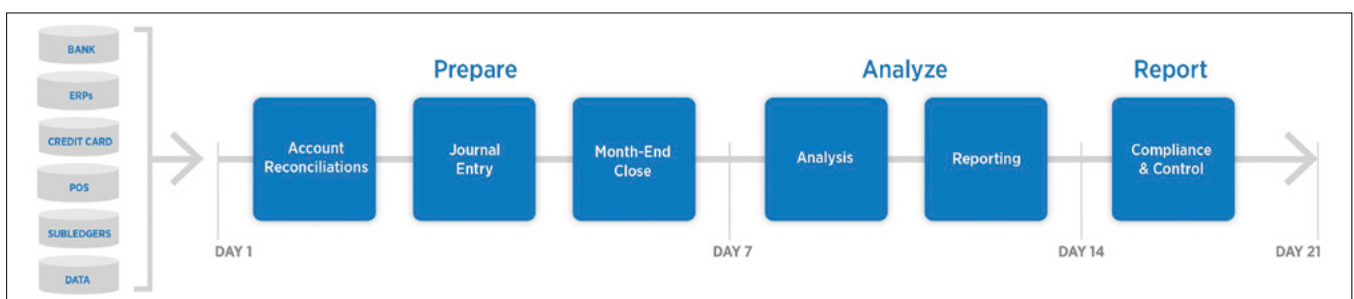 BANK
ERPs
CREDIT CARD
POS
SUBLEDGERS
DATA
Prepare
Analyze
Report
Account
Reconciliations
Journal
Entry
Month-End
Close
Analysis
Reporting
Compliance
& Control
DAY 1
DAY 7
DAY 14
DAY 21